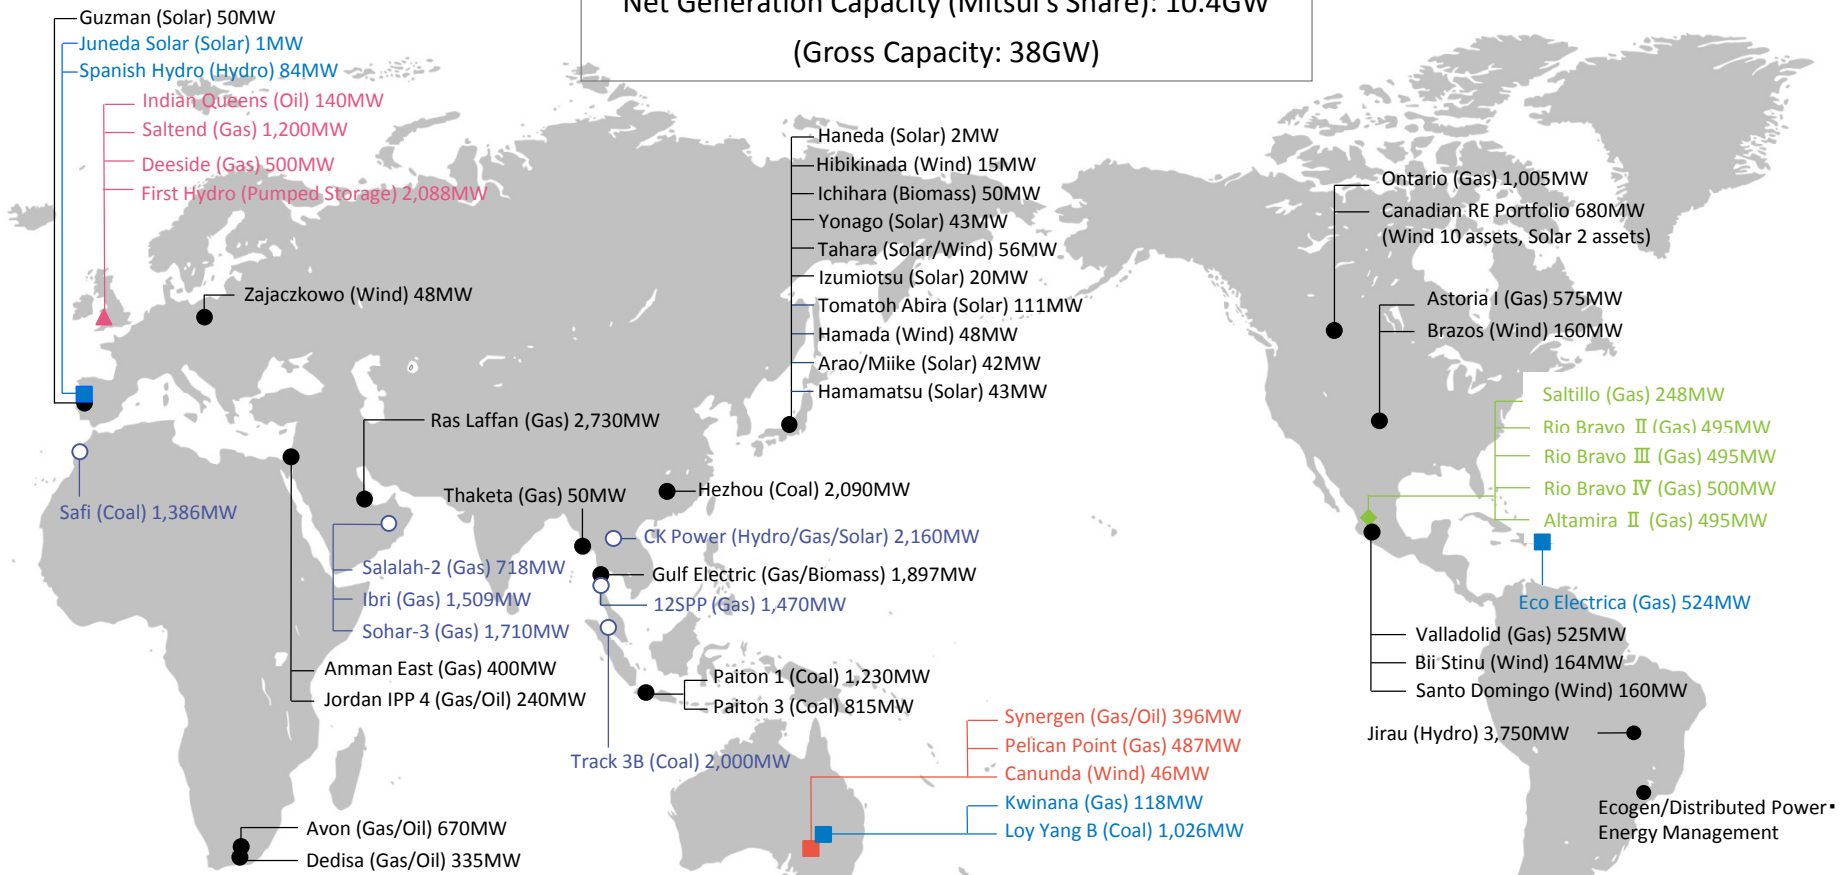 Net Generation Capacity (Mitsui's Share): 10.4GW
(Gross Capacity: 38GW)
Guzman (Solar) 50MW
Juneda Solar (Solar) 1MW
Spanish Hydro (Hydro) 84MW
Indian Queens (Oil) 140MW
Saltend (Gas) 1,200MW
Deeside (Gas) 500MW
First Hydro (Pumped Storage) 2,088MW
Zajaczkowo (Wind) 48MW
Haneda (Solar) 2MW
Hibikinada (Wind) 15MW
Ichihara (Biomass) 50MW
Yonago (Solar) 43MW
Tahara (Solar/Wind) 56MW
Izumiotsu (Solar) 20MW
Tomatoh Abira (Solar) 111MW
Hamada (Wind) 48MW
Arao/Miike (Solar) 42MW
Hamamatsu (Solar) 43MW
Ontario (Gas) 1,005MW
Canadian RE Portfolio 680MW
(Wind 10 assets, Solar 2 assets)
Astoria I (Gas) 575MW
Brazos (Wind) 160MW
Saltillo (Gas) 248MW
Rio Bravo Ⅱ (Gas) 495MW
Rio Bravo Ⅲ (Gas) 495MW
Rio Bravo Ⅳ (Gas) 500MW
Altamira Ⅱ (Gas) 495MW
Ras Laffan (Gas) 2,730MW
Safi (Coal) 1,386MW
Thaketa (Gas) 50MW
Hezhou (Coal) 2,090MW
CK Power (Hydro/Gas/Solar) 2,160MW
Gulf Electric (Gas/Biomass) 1,897MW
12SPP (Gas) 1,470MW
Salalah-2 (Gas) 718MW
Ibri (Gas) 1,509MW
Sohar-3 (Gas) 1,710MW
Amman East (Gas) 400MW
Jordan IPP 4 (Gas/Oil) 240MW
Paiton 1 (Coal) 1,230MW
Paiton 3 (Coal) 815MW
Track 3B (Coal) 2,000MW
Eco Electrica (Gas) 524MW
Valladolid (Gas) 525MW
Bii Stinu (Wind) 164MW
Santo Domingo (Wind) 160MW
Jirau (Hydro) 3,750MW
Synergen (Gas/Oil) 396MW
Pelican Point (Gas) 487MW
Canunda (Wind) 46MW
Kwinana (Gas) 118MW
Loy Yang B (Coal) 1,026MW
Avon (Gas/Oil) 670MW
Dedisa (Gas/Oil) 335MW
Ecogen/Distributed Power･
Energy Management